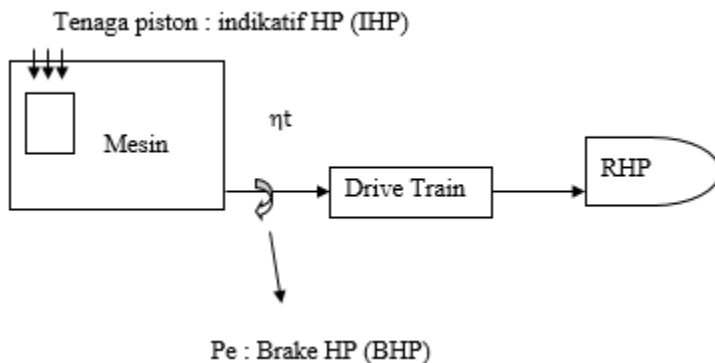 Tenaga piston : indikatif HP (IHP)
ηt
Mesin
Drive Train
RHP
Pe : Brake HP (BHP)